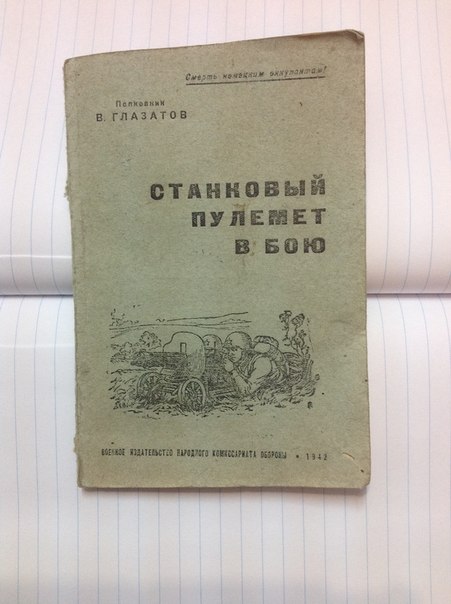 Смерть немецким оккупантам!
Полковник
В. ГЛАЗАТОВ
СТАНКОВЫЙ
ПУЛЕМЕТ
В БОЮ
ВОЕННОЕ ИЗДАТЕЛЬСТВО НАРОДНОГО КОМИССАРИАТА ОБОРОНЫ • 1942